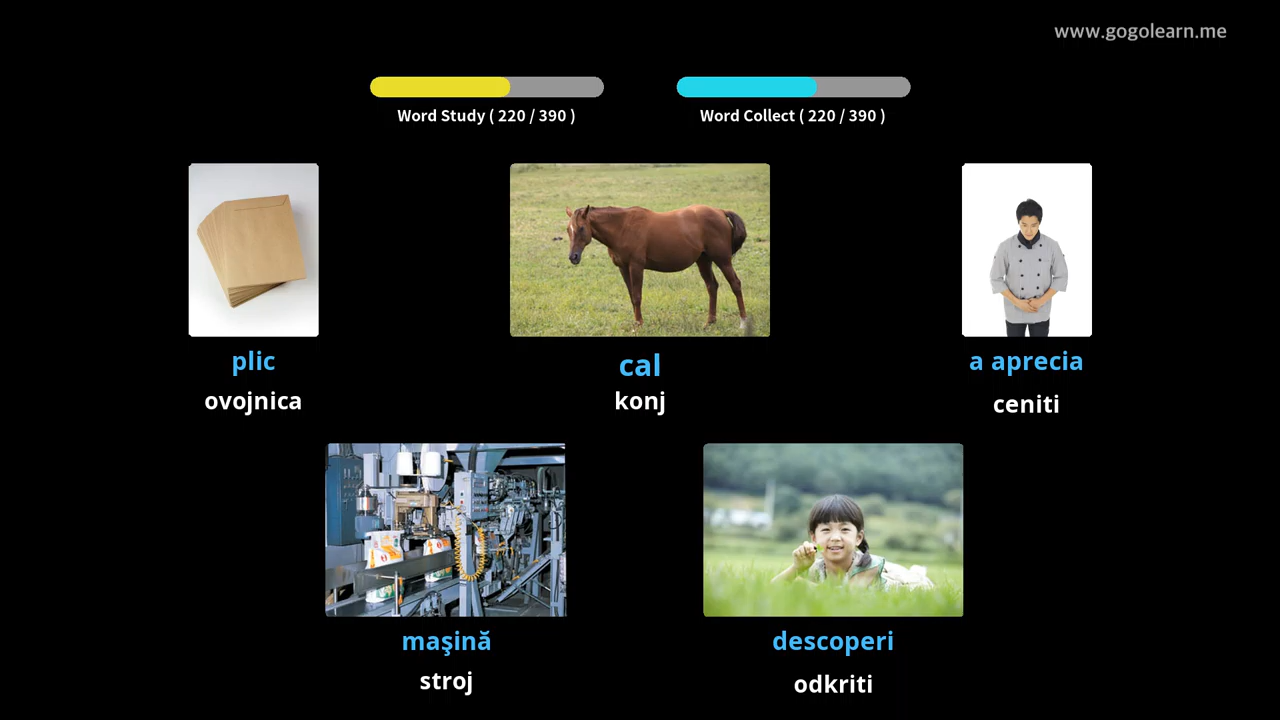 www.gogolearn.me
Word Study ( 220 / 390 )
Word Collect ( 220 / 390 )
plic
ovojnica
cal
konj
a aprecia
ceniti
maşină
stroj
descoperi
odkriti